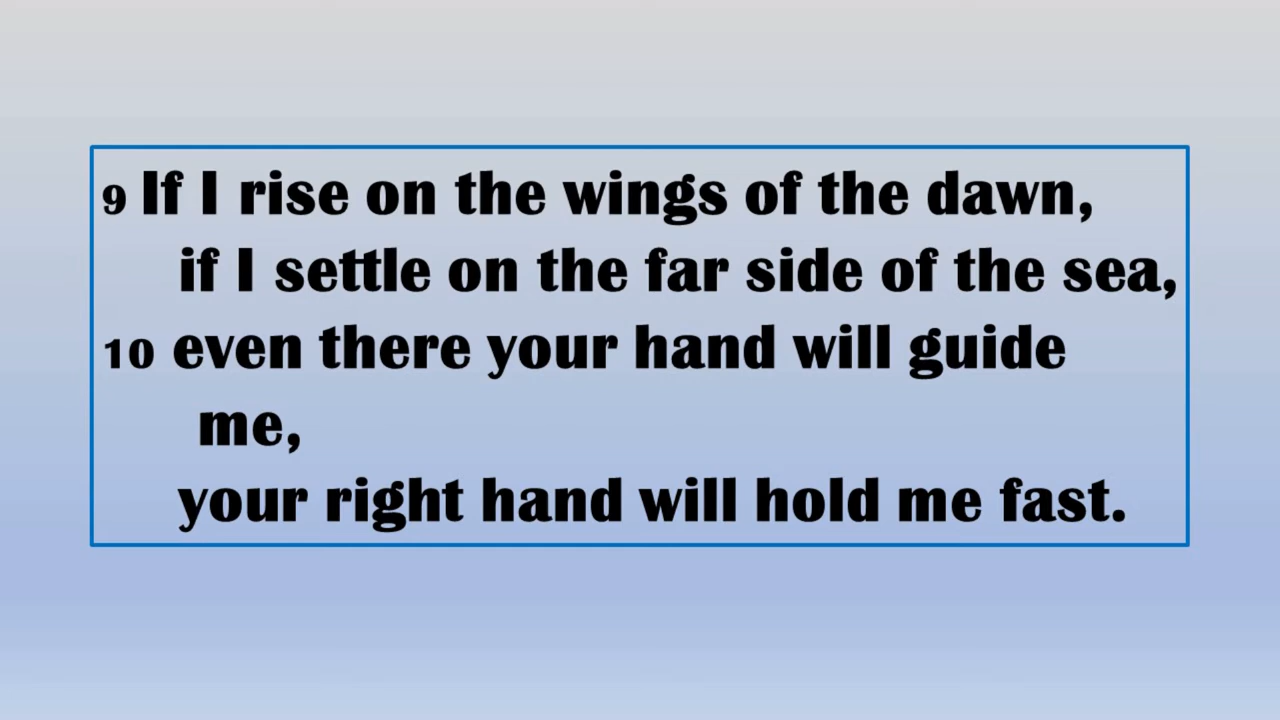 9 If I rise on the wings of the dawn,
if I settle on the far side of the sea,
10 even there your hand will guide
me,
your right hand will hold me fast.